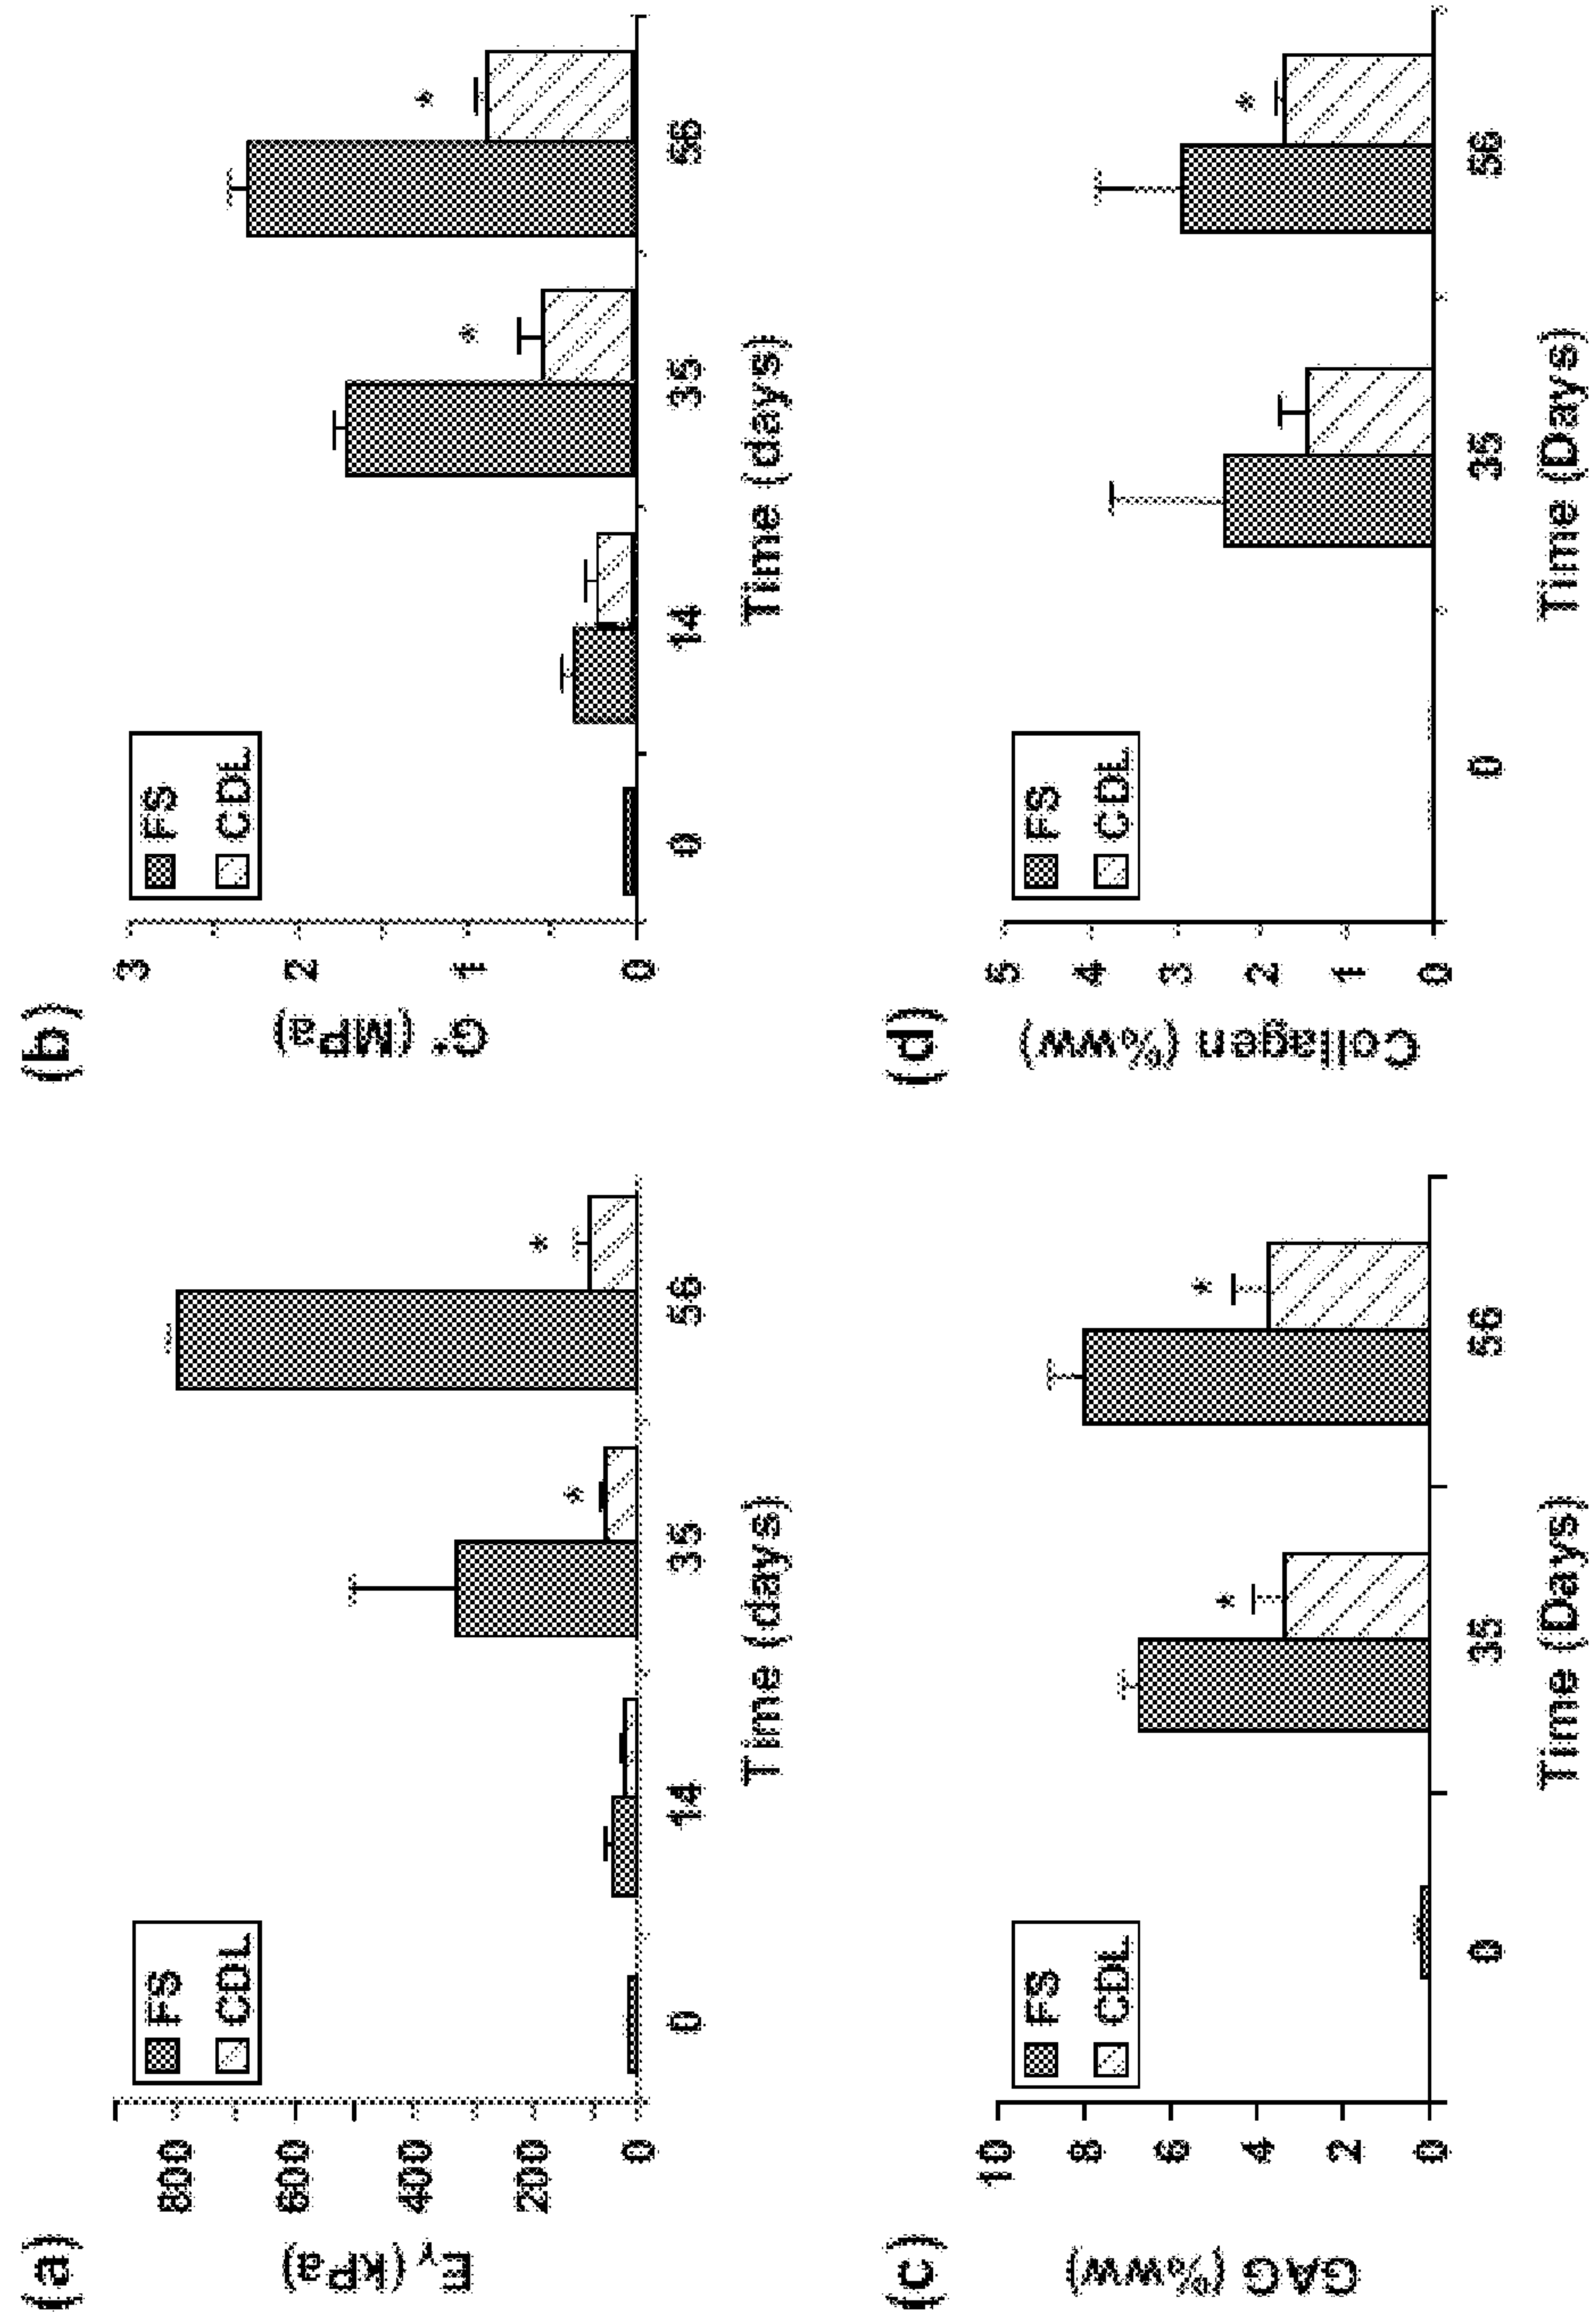 (a)
E_Y (kPa)
800
600
400
200
0
FS
CDL
*
*
0 14 35 56
Time (days)
(b)
G* (MPa)
3
2
1
0
FS
CDL
*
*
0 14 35 56
Time (days)
(c)
GAG (%ww)
10
8
6
4
2
0
FS
CDL
*
*
0 35 56
Time (Days)
(d)
Collagen (%ww)
5
4
3
2
1
0
FS
CDL
*
0 35 56
Time (Days)